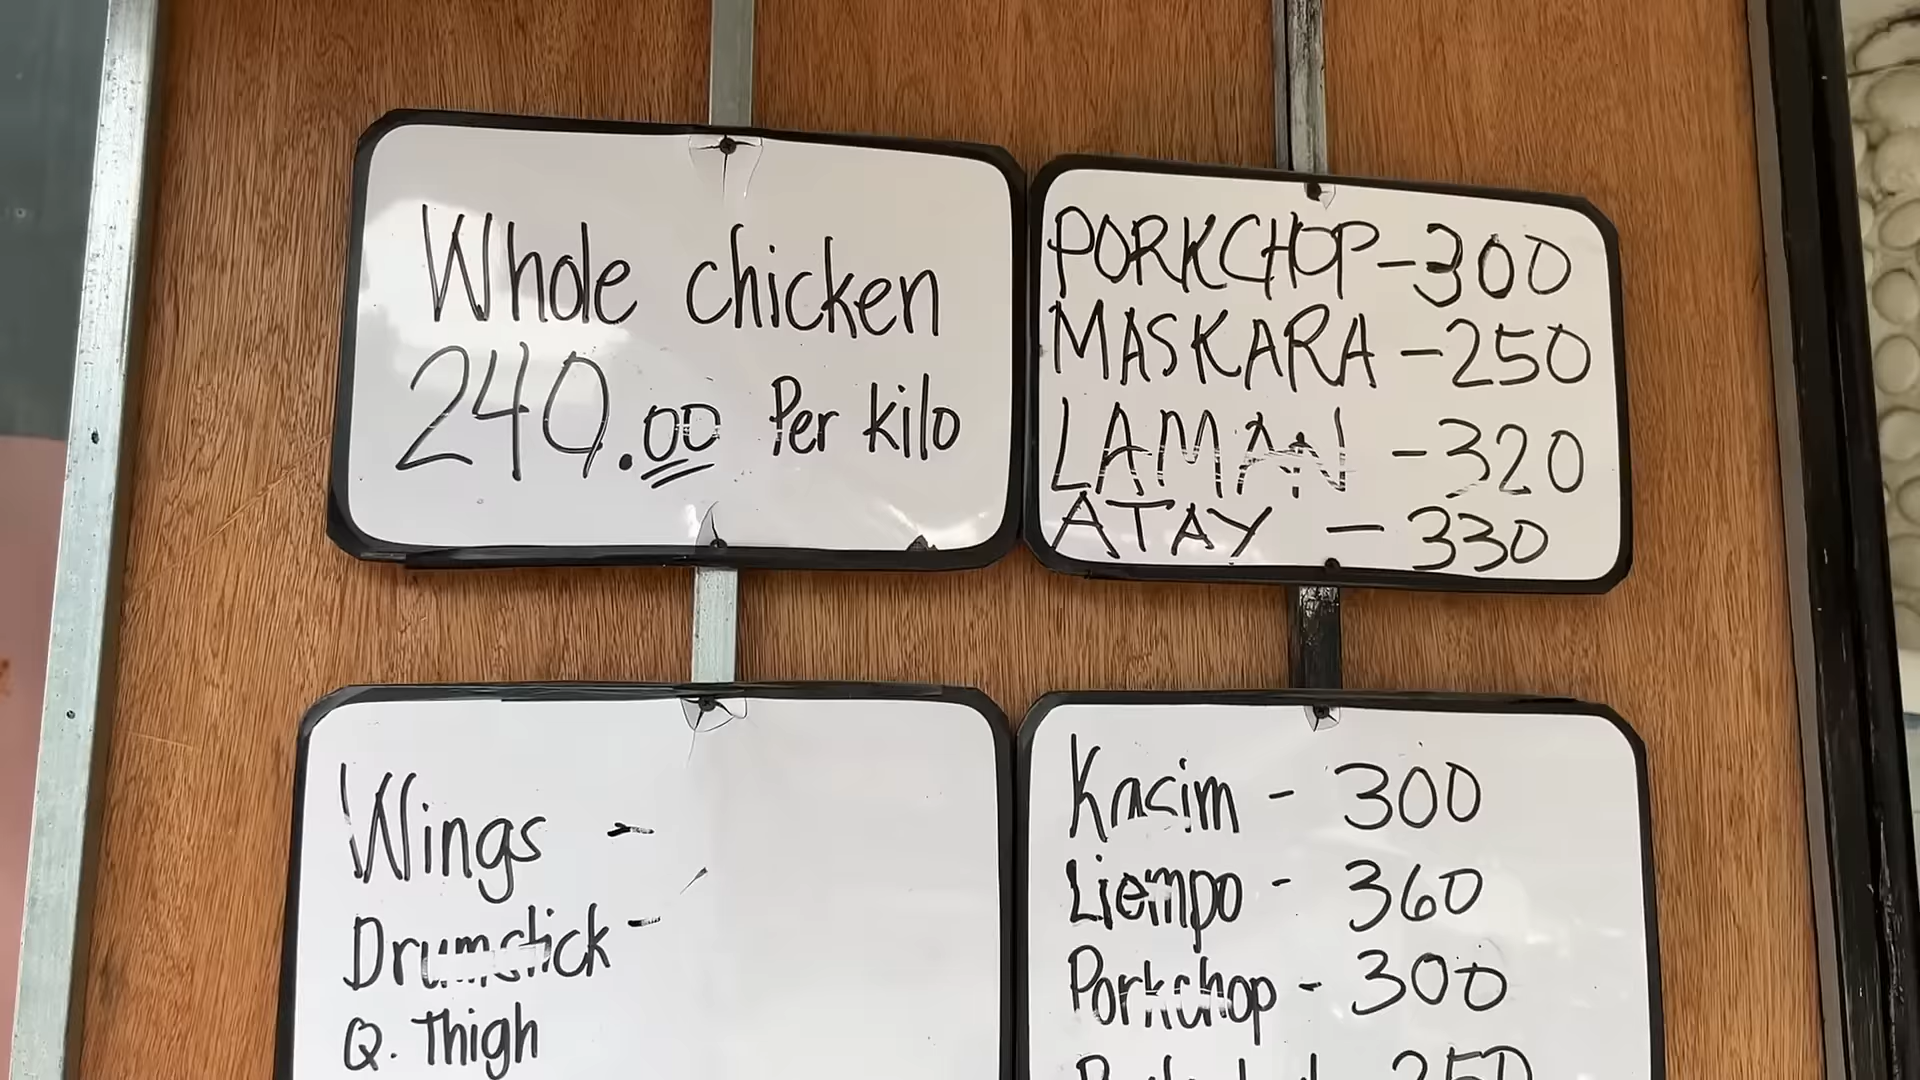 Whole chicken
240.00 Per kilo
PORKCHOP-300
MASKARA-250
LAMAN-320
ATAY-330
Wings-
Drumstick-
Q. Thigh
Kasim-300
Liempo-360
Porkchop-300
250